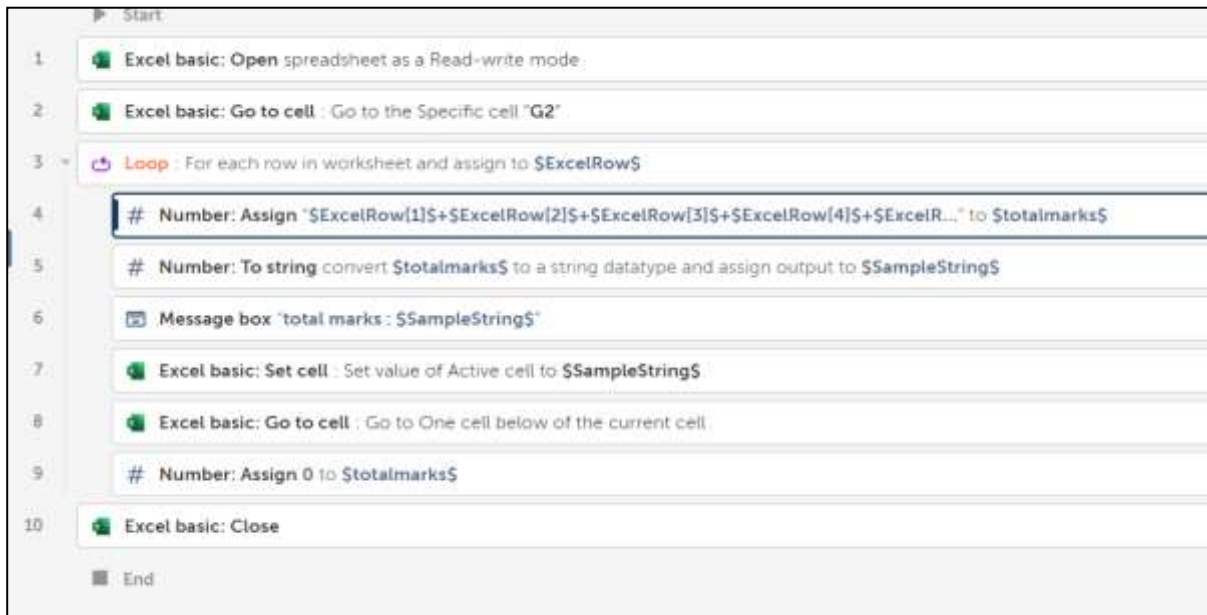 Start
1 Excel basic: Open spreadsheet as a Read-write mode
2 Excel basic: Go to cell : Go to the Specific cell "G2"
3 Loop : For each row in worksheet and assign to $ExcelRow$
4 # Number: Assign "$ExcelRow[1]$+$ExcelRow[2]$+$ExcelRow[3]$+$ExcelRow[4]$+$ExcelR..." to $totalmarks$
5 # Number: To string convert $totalmarks$ to a string datatype and assign output to $SampleString$
6 Message box "total marks : $SampleString$"
7 Excel basic: Set cell : Set value of Active cell to $SampleString$
8 Excel basic: Go to cell : Go to One cell below of the current cell
9 # Number: Assign 0 to $totalmarks$
10 Excel basic: Close
End